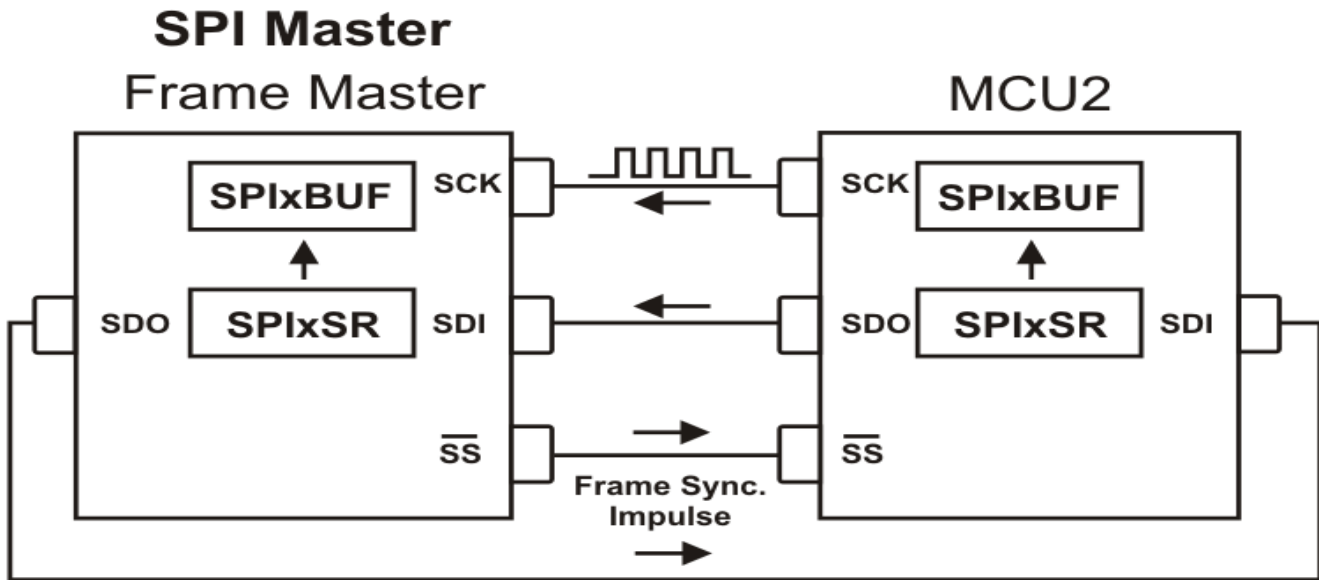 SPI Master
Frame Master
MCU2
SPIxBUF
SCK
SCK
SPIxBUF
SDO
SPIxSR
SDI
SDO
SPIxSR
SDI
SS
SS
Frame Sync.
Impulse